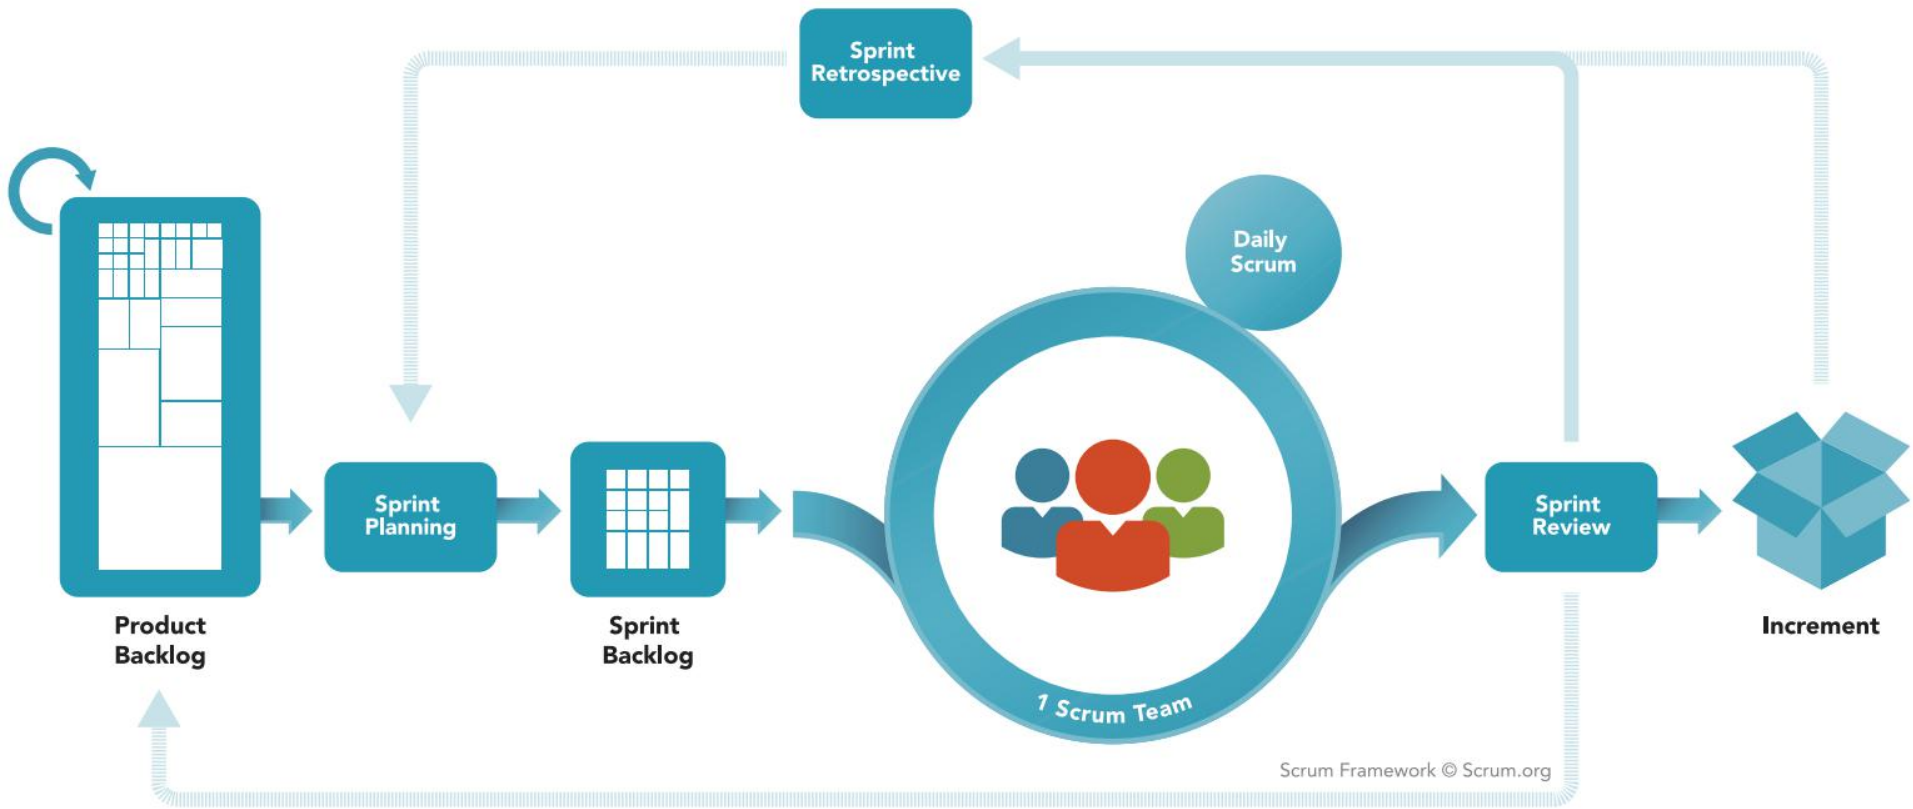 Sprint
Retrospective
Daily
Scrum
Sprint
Planning
Sprint
Review
Product
Backlog
Sprint
Backlog
Increment
1 Scrum Team
Scrum Framework © Scrum.org